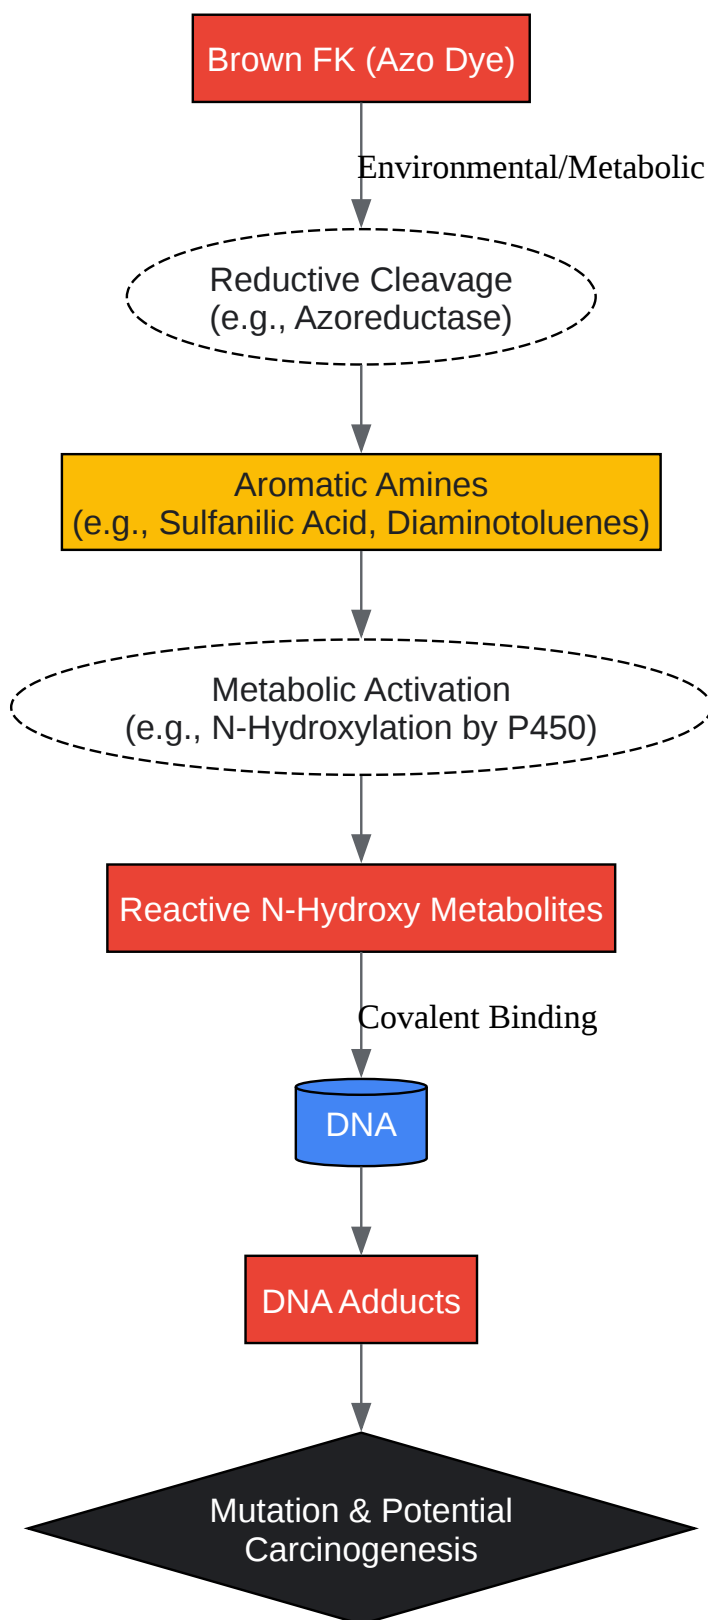 Brown FK (Azo Dye)
Environmental/Metabolic
Reductive Cleavage
(e.g., Azoreductase)
Aromatic Amines
(e.g., Sulfanilic Acid, Diaminotoluenes)
Metabolic Activation
(e.g., N-Hydroxylation by P450)
Reactive N-Hydroxy Metabolites
Covalent Binding
DNA
DNA Adducts
Mutation & Potential
Carcinogenesis